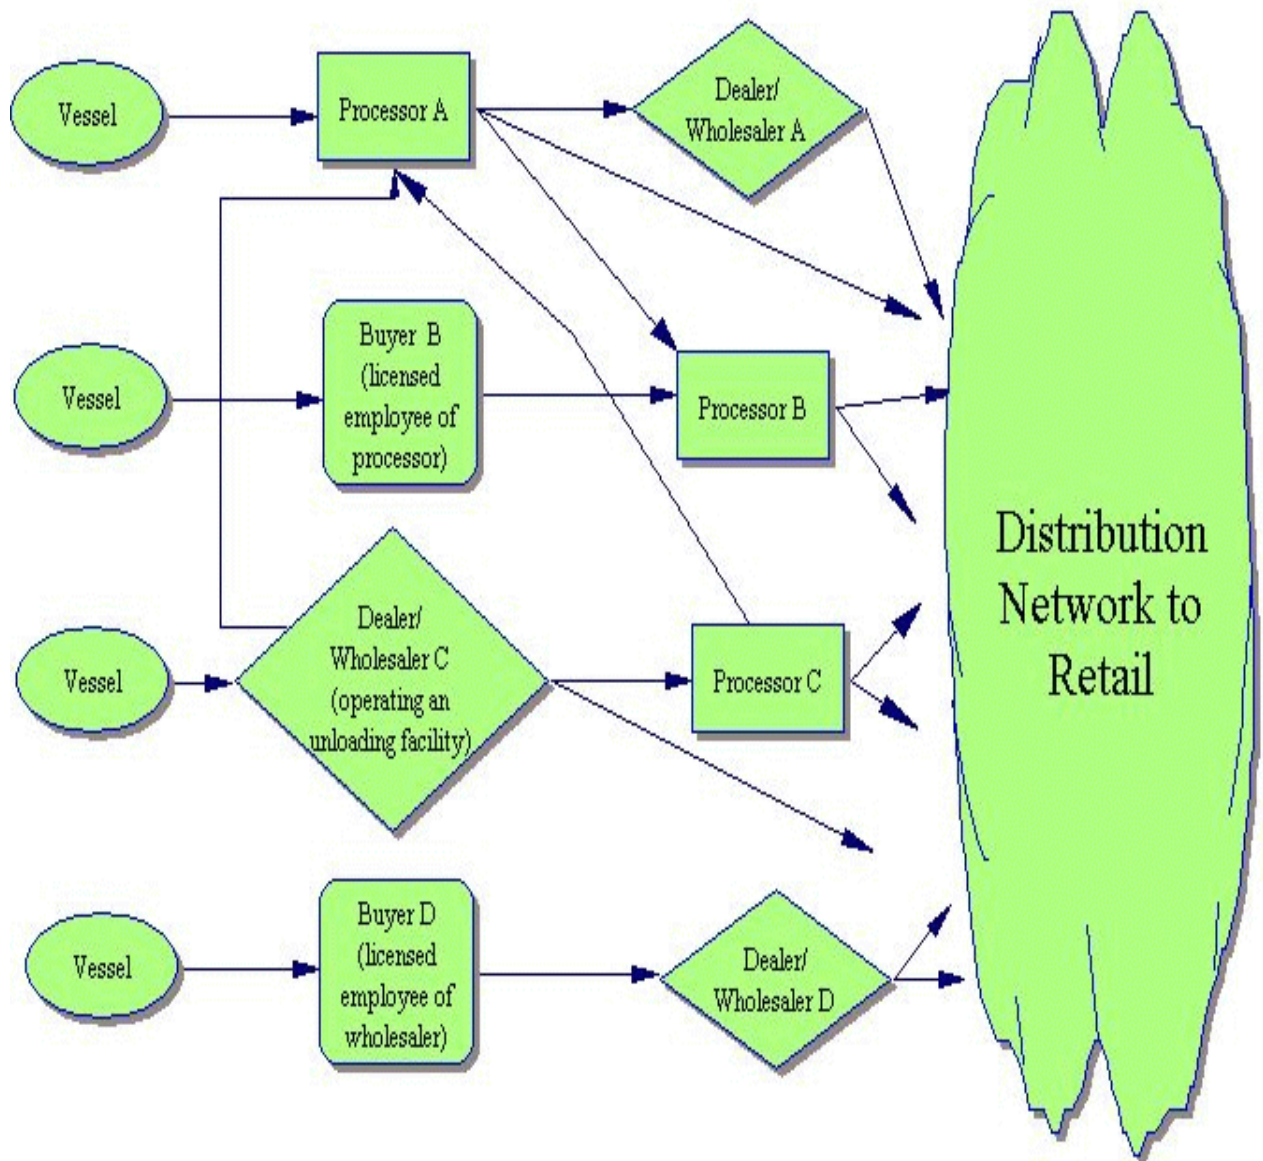 Vessel
Processor A
Dealer/
Wholesaler A
Vessel
Buyer B
(licensed
employee of
processor)
Processor B
Vessel
Dealer/
Wholesaler C
(operating an
unloading facility)
Processor C
Vessel
Buyer D
(licensed
employee of
wholesaler)
Dealer/
Wholesaler D
Distribution
Network to
Retail